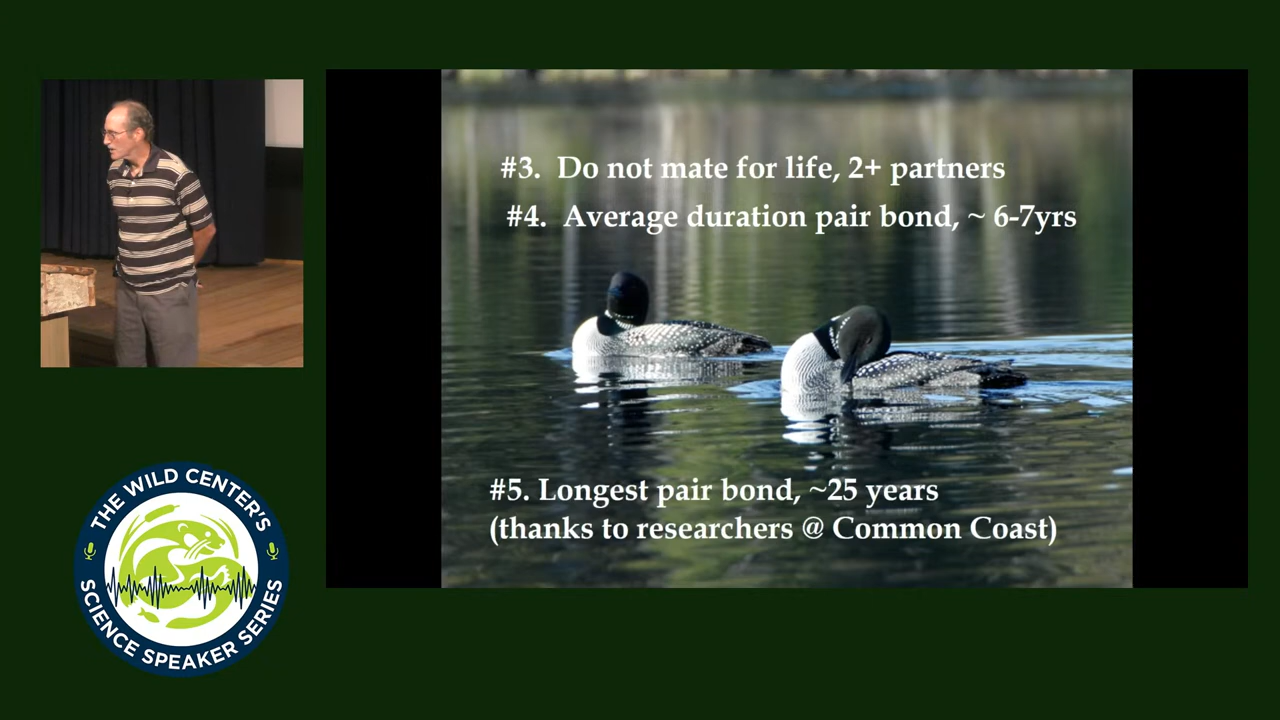 #3.  Do not mate for life, 2+ partners
#4.  Average duration pair bond, ~ 6-7yrs
#5. Longest pair bond, ~25 years
(thanks to researchers @ Common Coast)
THE WILD CENTER'S
SCIENCE SPEAKER SERIES